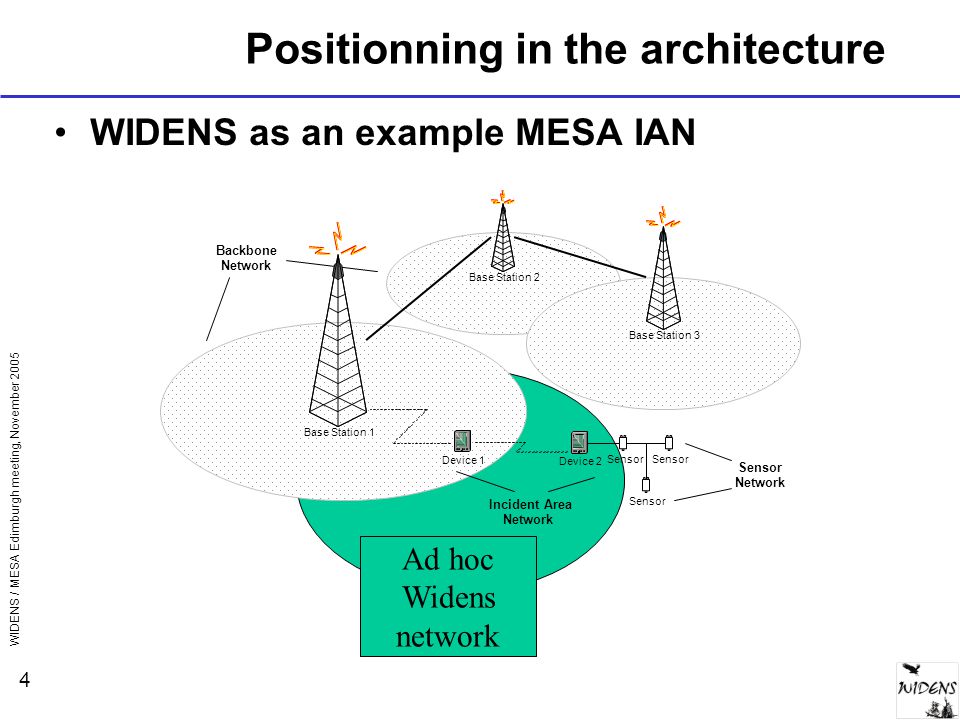 Positionning in the architecture
• WIDENS as an example MESA IAN
Backbone
Network
Base Station 2
Base Station 3
Base Station 1
Device 1
Device 2
Sensor
Sensor
Sensor
Sensor
Network
Incident Area
Network
Ad hoc
Widens
network
WIDENS / MESA Edimburgh meeting, November 2005
4
WIDENS